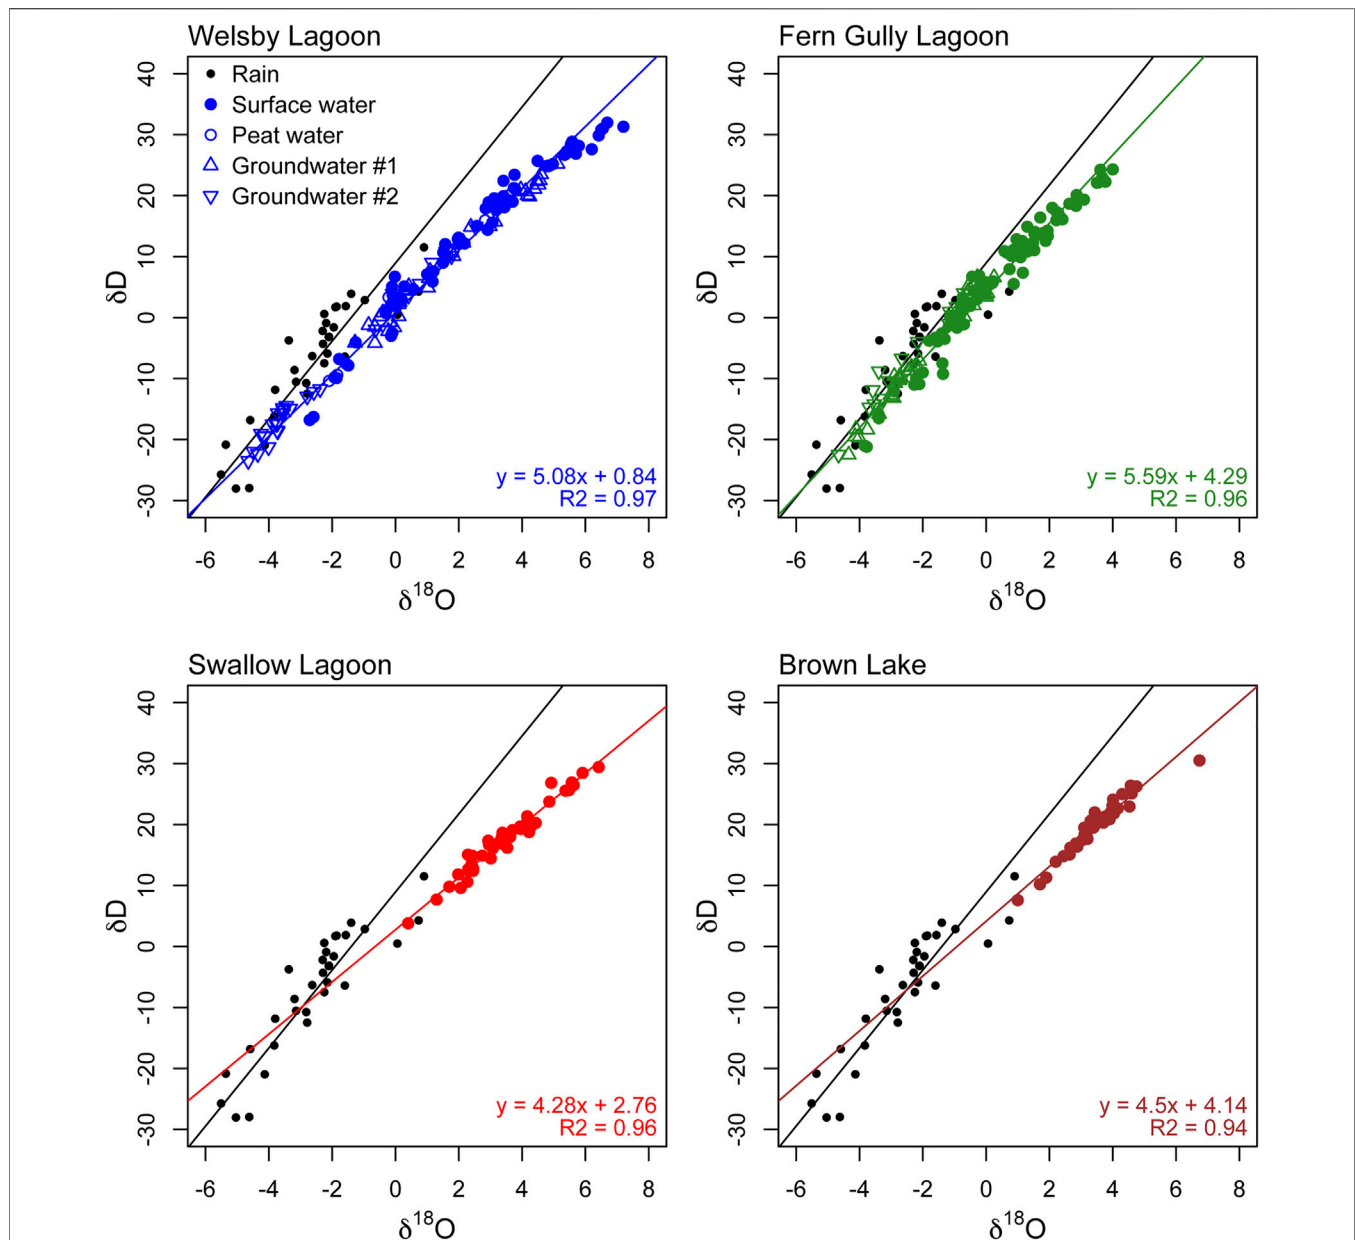 Welsby Lagoon
Rain
Surface water
Peat water
Groundwater #1
Groundwater #2
40
30
20
10
0
-10
-20
-30
δD
y = 5.08x + 0.84
R2 = 0.97
-6 -4 -2 0 2 4 6 8
δ18O
Fern Gully Lagoon
40
30
20
10
0
-10
-20
-30
δD
y = 5.59x + 4.29
R2 = 0.96
-6 -4 -2 0 2 4 6 8
δ18O
Swallow Lagoon
40
30
20
10
0
-10
-20
-30
δD
y = 4.28x + 2.76
R2 = 0.96
-6 -4 -2 0 2 4 6 8
δ18O
Brown Lake
40
30
20
10
0
-10
-20
-30
δD
y = 4.5x + 4.14
R2 = 0.94
-6 -4 -2 0 2 4 6 8
δ18O